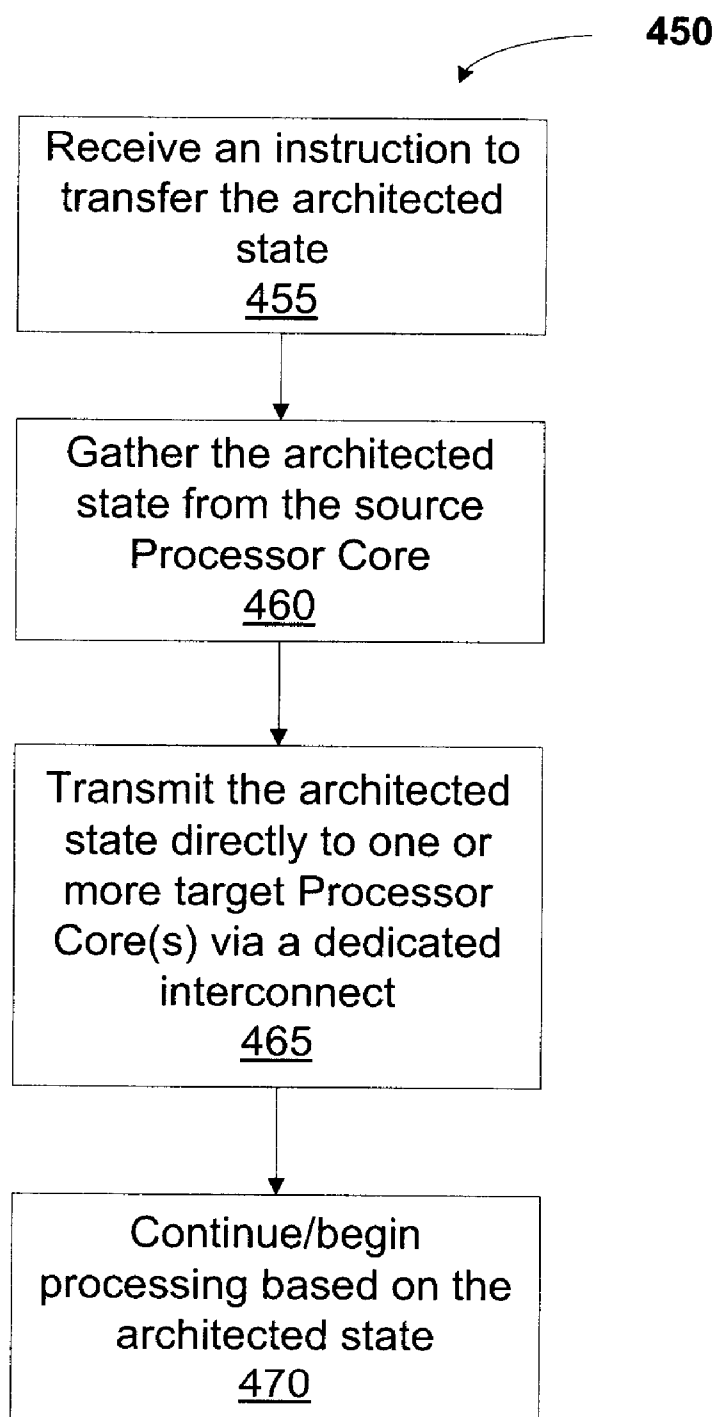 450
Receive an instruction to
transfer the architected
state
455
Gather the architected
state from the source
Processor Core
460
Transmit the architected
state directly to one or
more target Processor
Core(s) via a dedicated
interconnect
465
Continue/begin
processing based on the
architected state
470